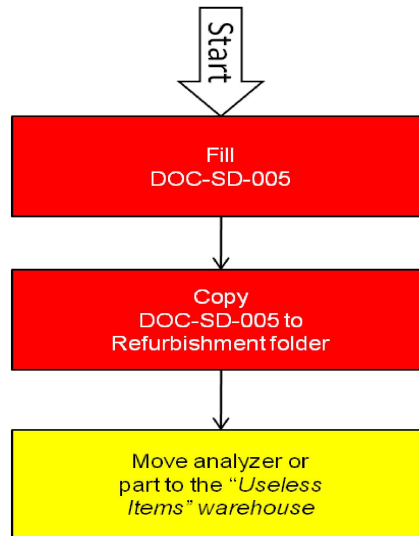 Start
Fill
DOC-SD-005
Copy
DOC-SD-005 to
Refurbishment folder
Move analyzer or
part to the “Useless
Items” warehouse